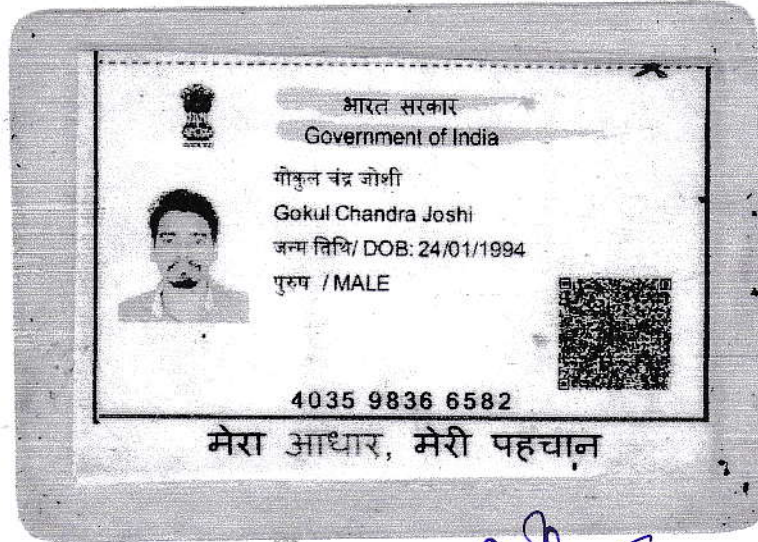 भारत सरकार
Government of India
गोकुल चंद्र जोशी
Gokul Chandra Joshi
जन्म तिथि/ DOB: 24/01/1994
पुरुष / MALE
4035 9836 6582
मेरा आधार, मेरी पहचान